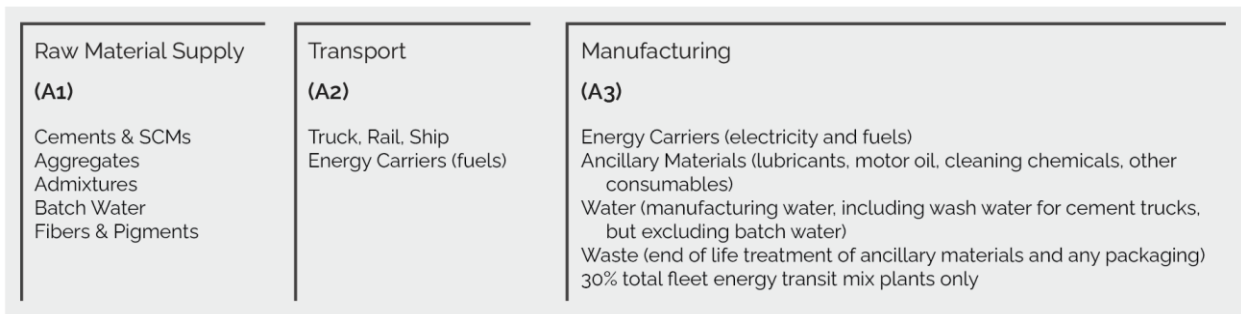 Raw Material Supply
(A1)
Cements & SCMs
Aggregates
Admixtures
Batch Water
Fibers & Pigments
Transport
(A2)
Truck, Rail, Ship
Energy Carriers (fuels)
Manufacturing
(A3)
Energy Carriers (electricity and fuels)
Ancillary Materials (lubricants, motor oil, cleaning chemicals, other
consumables)
Water (manufacturing water, including wash water for cement trucks,
but excluding batch water)
Waste (end of life treatment of ancillary materials and any packaging)
30% total fleet energy transit mix plants only